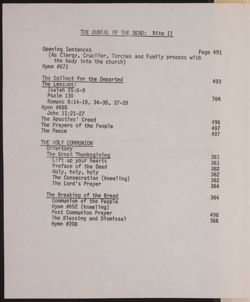 THE BURIAL OF THE DEAD: Rite II
Opening Sentences Page 491
(As Clergy, Crucifer, Torches and Family process with
the body into the church)
Hymn #671
The Collect for the Departed 493
The Lessons:
Isaiah 25:6-9
Psalm 130 784
Romans 8:14-19, 34-35, 37-39
Hymn #685
John 11:21-27
The Apostles' Creed 496
The Prayers of the People 497
The Peace 497
THE HOLY COMMUNION
Offertory
The Great Thanksgiving 361
Lift up your hearts 361
Preface of the Dead 382
Holy, holy, holy 362
The Consecration (kneeling) 362
The Lord's Prayer 364
The Breaking of the Bread 364
Communion of the People
Hymn #652 (kneeling)
Post Communion Prayer 498
The Blessing and Dismissal 366
Hymn #208